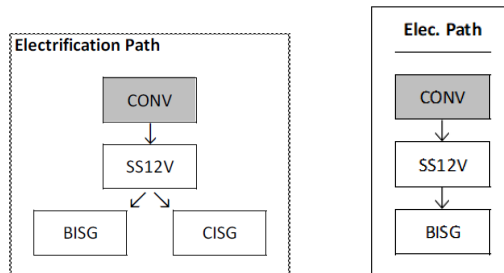 Electrification Path
CONV
SS12V
BISG CISG
Elec. Path
CONV
SS12V
BISG